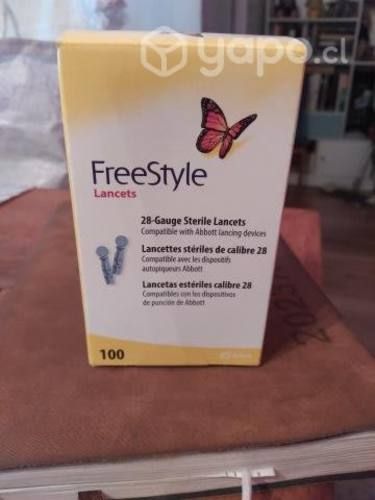 yapo.cl
FreeStyle
Lancets
28-Gauge Sterile Lancets
Compatible with Abbott lancing devices
Lancettes stériles de calibre 28
Compatible avec les dispositifs
autopiqueurs Abbott
Lancetas estériles calibre 28
Compatibles con los dispositivos
de punción de Abbott
100